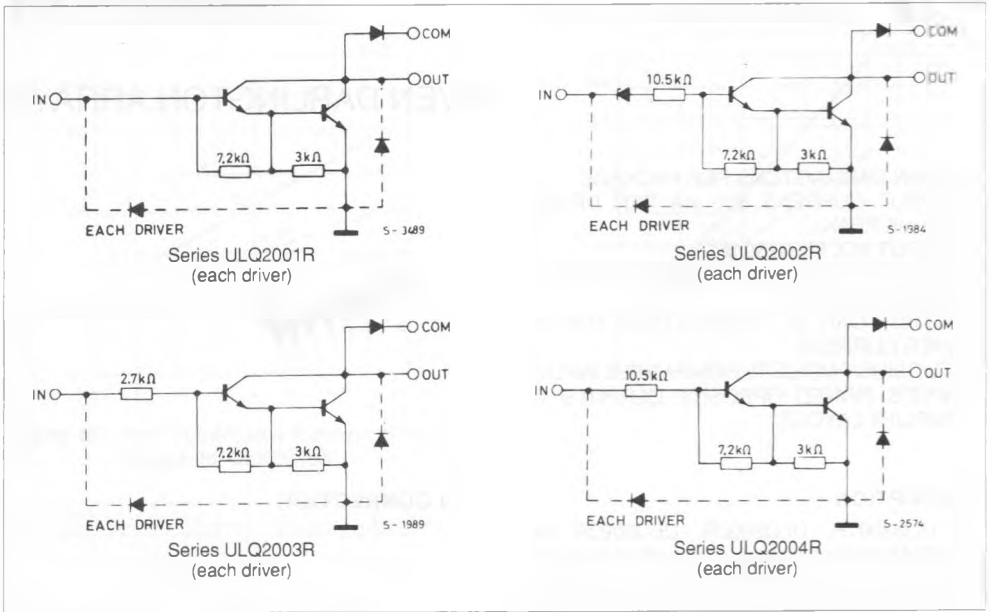 COM
OUT
IN
7.2kΩ
3kΩ
EACH DRIVER
S-3489
Series ULQ2001R
(each driver)
COM
OUT
IN
10.5kΩ
7.2kΩ
3kΩ
EACH DRIVER
S-1984
Series ULQ2002R
(each driver)
COM
OUT
IN
2.7kΩ
7.2kΩ
3kΩ
EACH DRIVER
S-1989
Series ULQ2003R
(each driver)
COM
OUT
IN
10.5kΩ
7.2kΩ
3kΩ
EACH DRIVER
S-2574
Series ULQ2004R
(each driver)